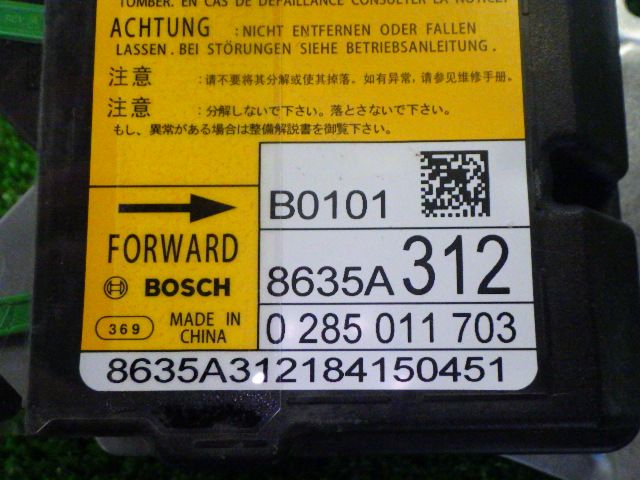 TOMBER. EN CAS DE DEFAILLANCE CONSULTER LA NOTICE.
ACHTUNG : NICHT ENTFERNEN ODER FALLEN
LASSEN. BEI STÖRUNGEN SIEHE BETRIEBSANLEITUNG.
注意 : 请不要将其分解或使其掉落。如有异常, 请参见维修手册。
注意 : 分解しないで下さい。落とさないで下さい。
もし、異常がある場合は整備解説書を御覧下さい。
B0101
FORWARD
8635A 312
BOSCH
369
MADE IN
CHINA
0 285 011 703
8635A312184150451